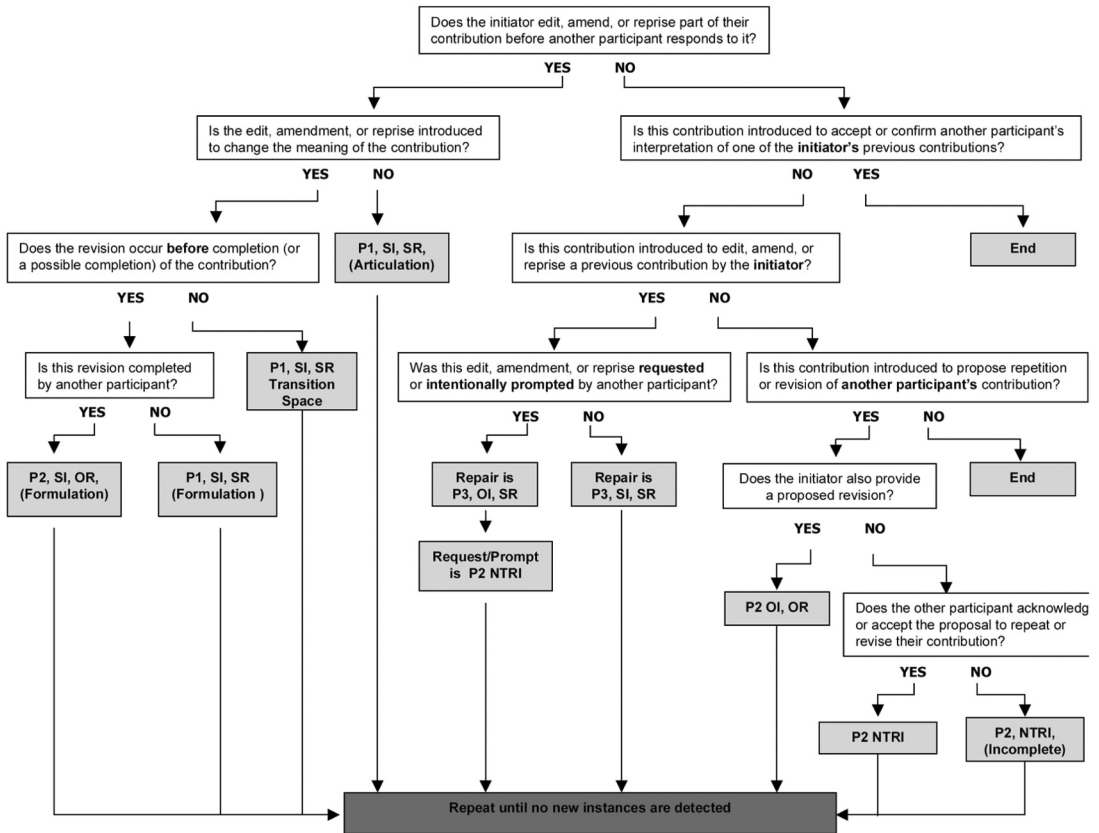 Does the initiator edit, amend, or reprise part of their
contribution before another participant responds to it?
YES NO
Is the edit, amendment, or reprise introduced
to change the meaning of the contribution?
Is this contribution introduced to accept or confirm another participant's
interpretation of one of the initiator's previous contributions?
YES NO
NO YES
Does the revision occur before completion (or
a possible completion) of the contribution?
P1, SI, SR,
(Articulation)
Is this contribution introduced to edit, amend, or
reprise a previous contribution by the initiator?
End
YES NO
YES NO
Is this revision completed
by another participant?
P1, SI, SR
Transition
Space
Was this edit, amendment, or reprise requested
or intentionally prompted by another participant?
Is this contribution introduced to propose repetition
or revision of another participant's contribution?
YES NO
YES NO
YES NO
P2, SI, OR,
(Formulation)
P1, SI, SR
(Formulation )
Repair is
P3, OI, SR
Repair is
P3, SI, SR
Does the initiator also provide
a proposed revision?
End
YES NO
Request/Prompt
is P2 NTRI
P2 OI, OR
Does the other participant acknowledg
or accept the proposal to repeat or
revise their contribution?
YES NO
P2 NTRI
P2, NTRI,
(Incomplete)
Repeat until no new instances are detected